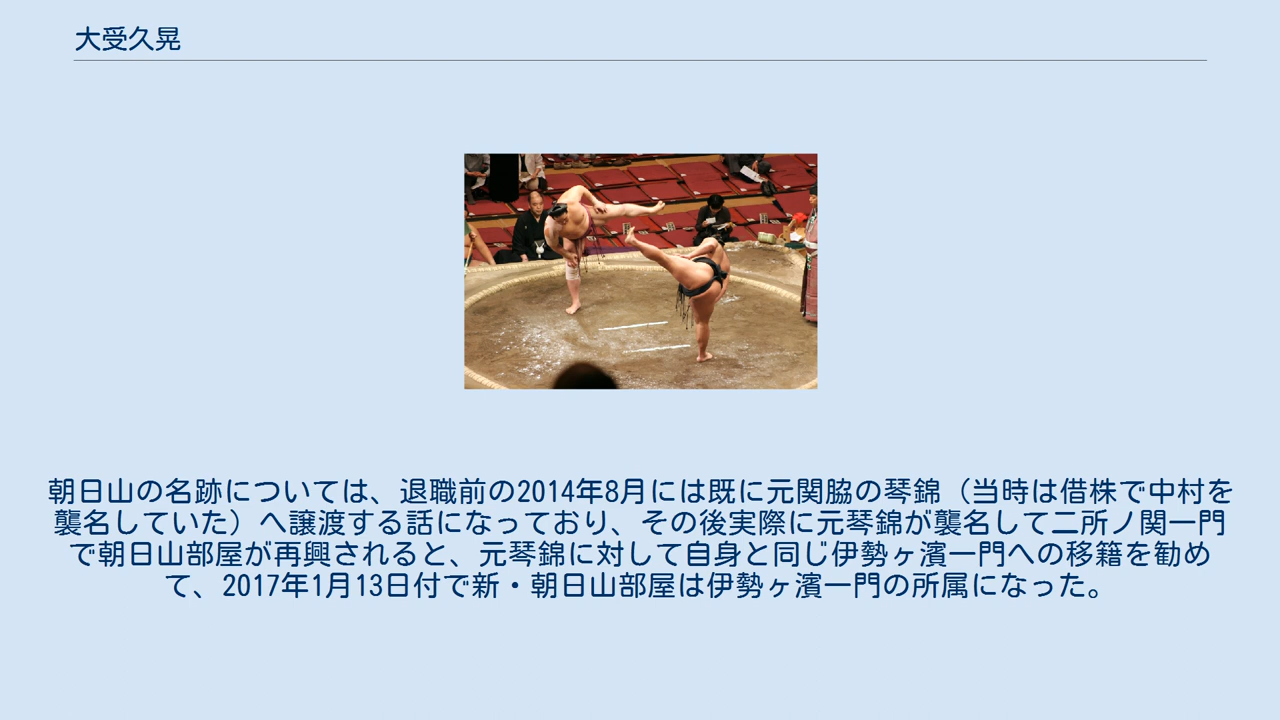 大受久晃
朝日山の名跡については、退職前の2014年8月には既に元関脇の琴錦（当時は借株で中村を
襲名していた）へ譲渡する話になっており、その後実際に元琴錦が襲名して二所ノ関一門
で朝日山部屋が再興されると、元琴錦に対して自身と同じ伊勢ヶ濱一門への移籍を勧め
て、2017年1月13日付で新・朝日山部屋は伊勢ヶ濱一門の所属になった。